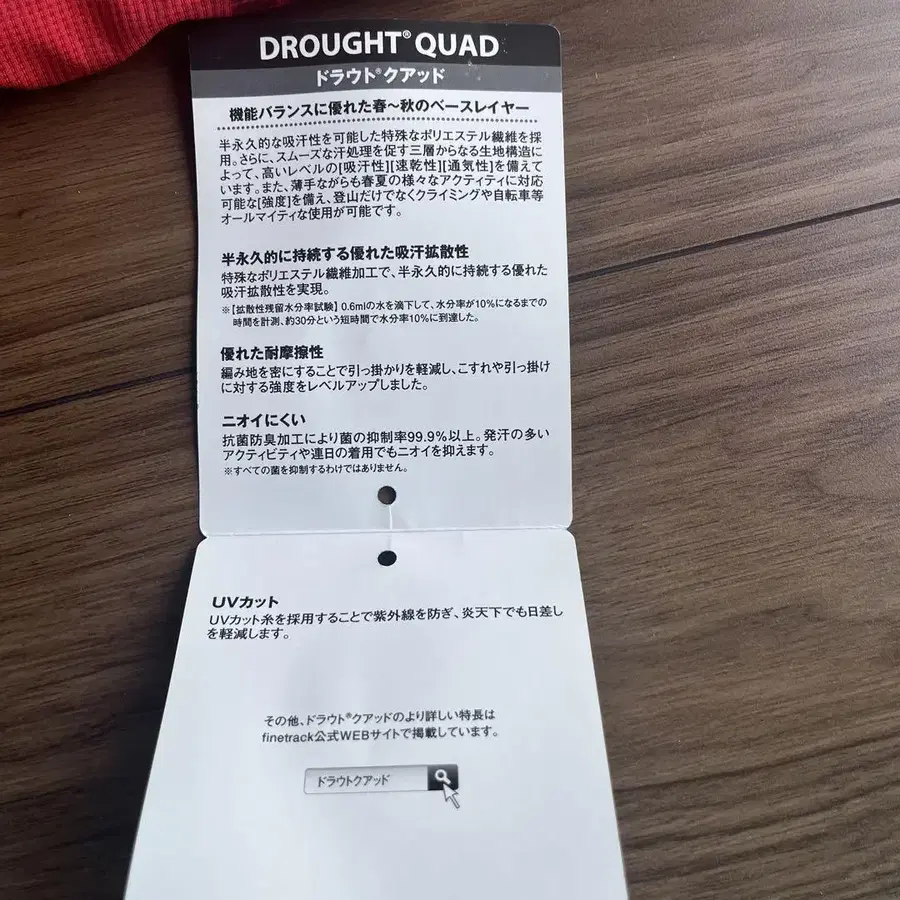 DROUGHT® QUAD
ドラウト®クアッド
機能バランスに優れた春〜秋のベースレイヤー
半永久的な吸汗性を可能した特殊なポリエステル繊維を採
用。さらに、スムーズな汗処理を促す三層からなる生地構造に
よって、高いレベルの[吸汗性][速乾性][通気性]を備えて
います。また、薄手ながらも春夏の様々なアクティティに対応
可能な[強度]を備え、登山だけでなくクライミングや自転車等
オールマイティな使用が可能です。
半永久的に持続する優れた吸汗拡散性
特殊なポリエステル繊維加工で、半永久的に持続する優れた
吸汗拡散性を実現。
※【拡散性残留水分率試験】0.6mlの水を滴下して、水分率が10%になるまでの
時間を計測、約30分という短時間で水分率10%に到達した。
優れた耐摩擦性
編み地を密にすることで引っ掛かりを軽減し、こすれや引っ掛け
に対する強度をレベルアップしました。
ニオイにくい
抗菌防臭加工により菌の抑制率99.9%以上。発汗の多い
アクティビティや連日の着用でもニオイを抑えます。
※すべての菌を抑制するわけではありません。
UVカット
UVカット糸を採用することで紫外線を防ぎ、炎天下でも日差し
を軽減します。
その他、ドラウト®クアッドのより詳しい特長は
finetrack公式WEBサイトで掲載しています。
ドラウトクアッド